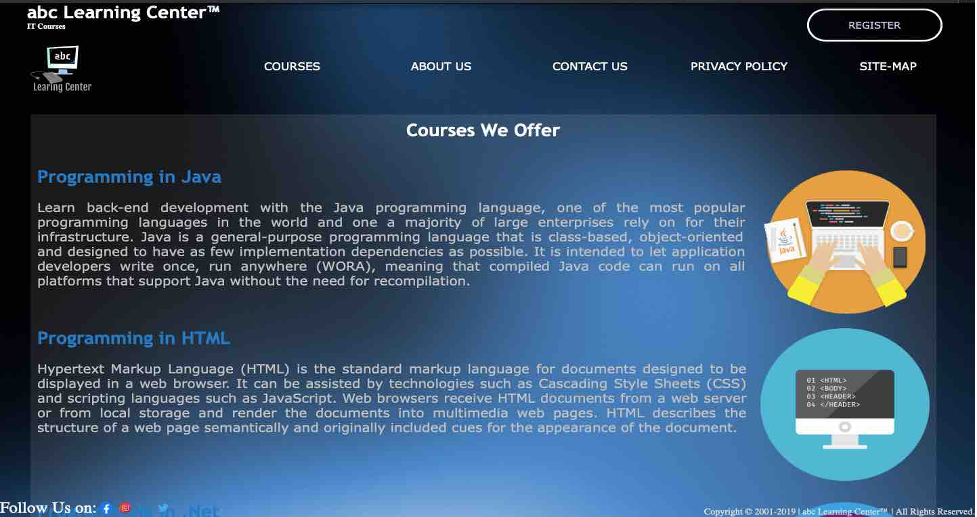 abc Learning Center™
IT Courses
REGISTER
abc
Learing Center
COURSES
ABOUT US
CONTACT US
PRIVACY POLICY
SITE-MAP
Courses We Offer
Programming in Java
Learn back-end development with the Java programming language, one of the most popular
programming languages in the world and one a majority of large enterprises rely on for their
infrastructure. Java is a general-purpose programming language that is class-based, object-oriented
and designed to have as few implementation dependencies as possible. It is intended to let application
developers write once, run anywhere (WORA), meaning that compiled Java code can run on all
platforms that support Java without the need for recompilation.
Java
Programming in HTML
Hypertext Markup Language (HTML) is the standard markup language for documents designed to be
displayed in a web browser. It can be assisted by technologies such as Cascading Style Sheets (CSS)
and scripting languages such as JavaScript. Web browsers receive HTML documents from a web server
or from local storage and render the documents into multimedia web pages. HTML describes the
structure of a web page semantically and originally included cues for the appearance of the document.
01 <HTML>
02 <BODY>
03 <HEADER>
04 </HEADER>
in .Net
Follow Us on:
Copyright © 2001-2019 | abc Learning Center™ | All Rights Reserved.